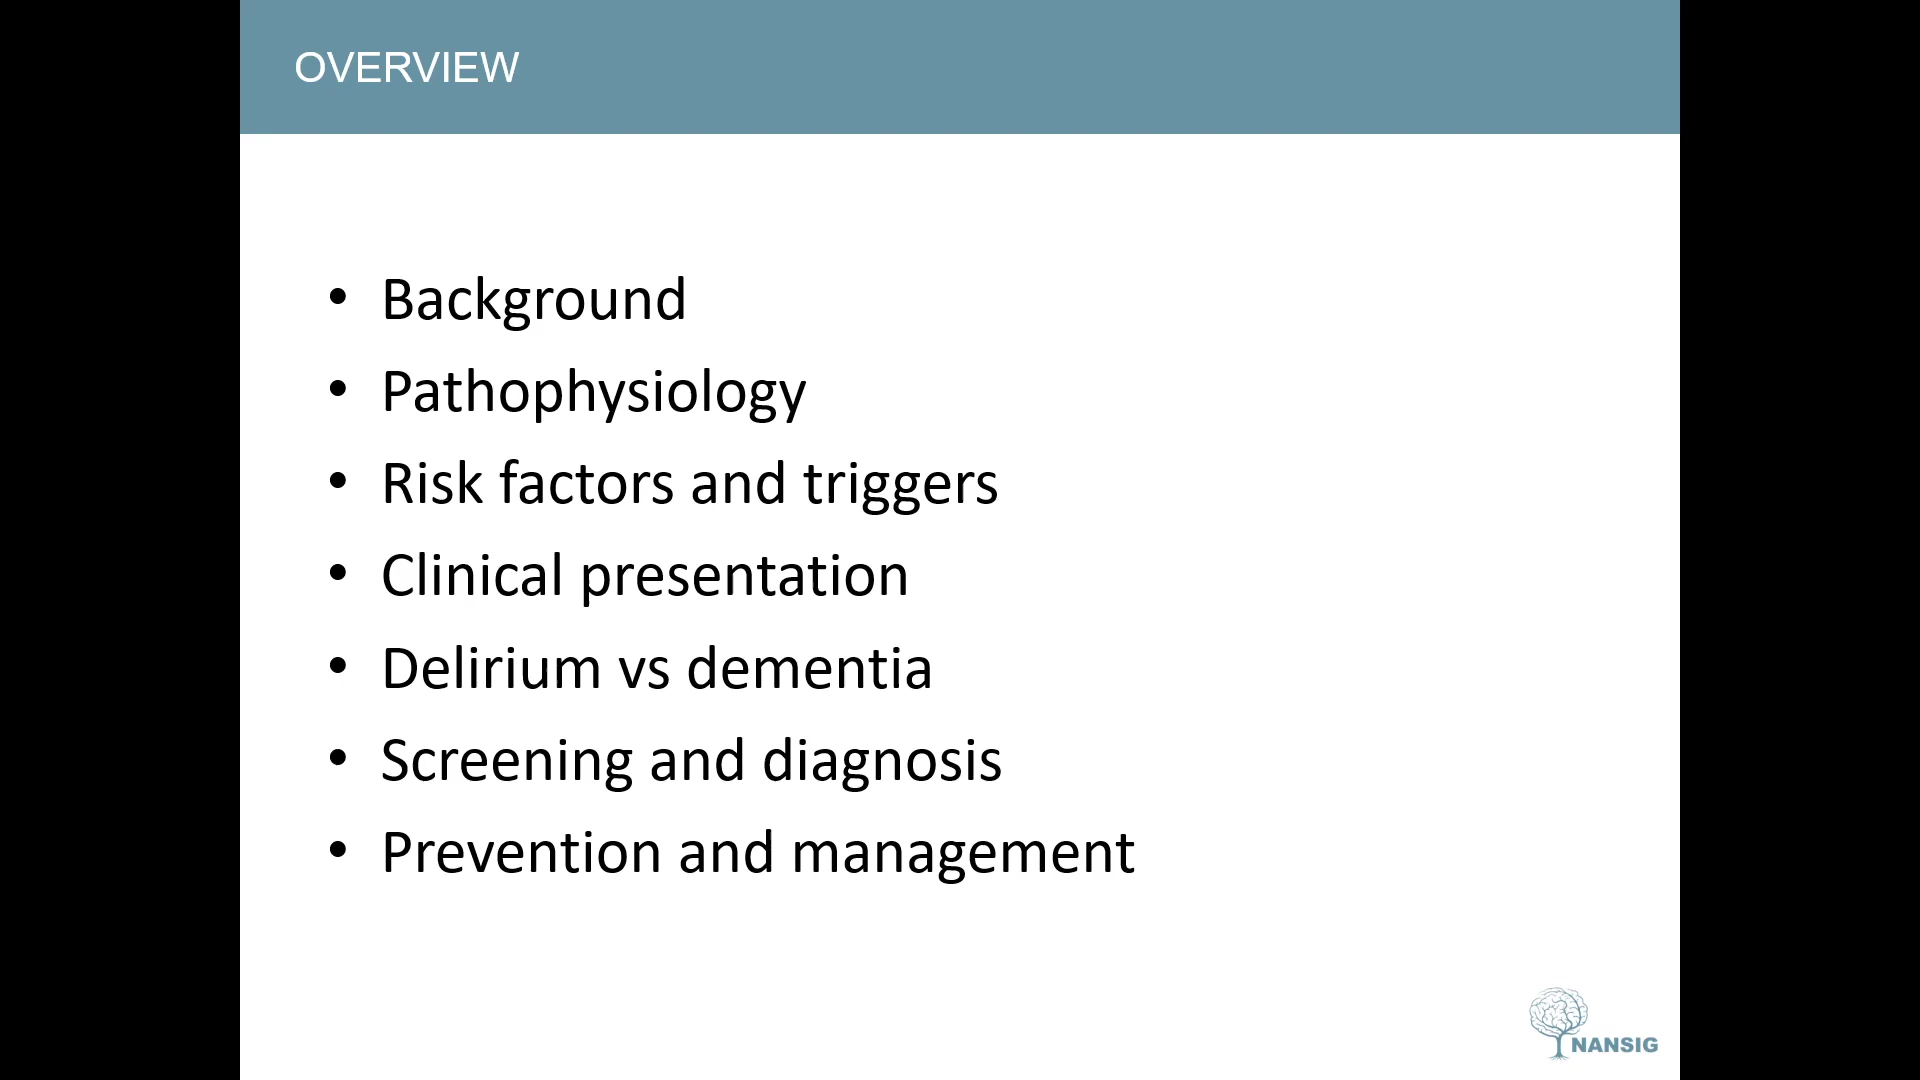 OVERVIEW
• Background
• Pathophysiology
• Risk factors and triggers
• Clinical presentation
• Delirium vs dementia
• Screening and diagnosis
• Prevention and management
NANSIG